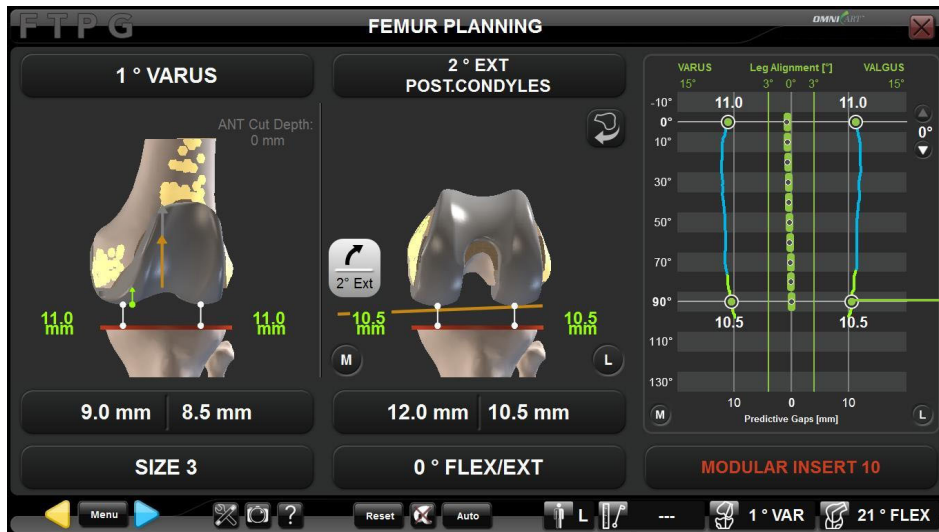 FTPG
FEMUR PLANNING
OMNI ART™
1 ° VARUS
2 ° EXT
POST.CONDYLES
ANT Cut Depth:
0 mm
2° Ext
11.0
mm
11.0
mm
10.5
mm
10.5
mm
M
L
9.0 mm 8.5 mm
12.0 mm 10.5 mm
SIZE 3
0 ° FLEX/EXT
VARUS Leg Alignment [°] VALGUS
15° 3° 0° 3° 15°
-10°
11.0 11.0
0°
0°
10°
30°
50°
70°
90°
10.5 10.5
110°
130°
10 0 10
M Predictive Gaps [mm] L
MODULAR INSERT 10
Menu ? Reset Auto L --- 1 ° VAR 21 ° FLEX